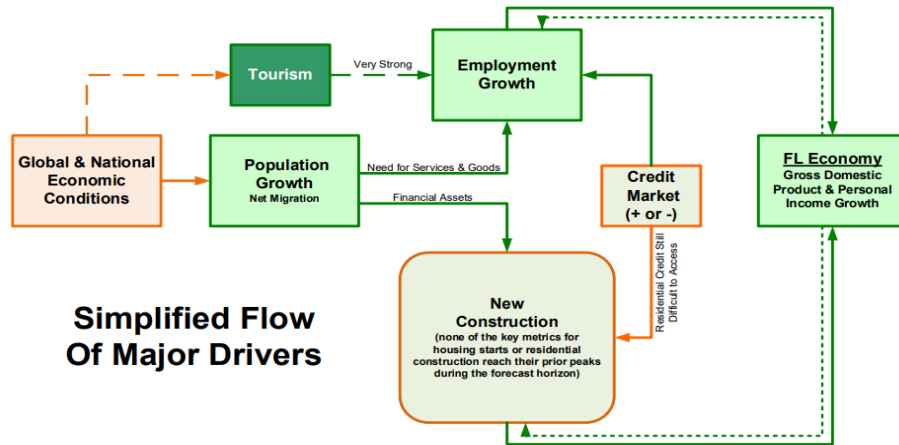 Tourism
Very Strong
Employment
Growth
Global & National
Economic
Conditions
Population
Growth
Net Migration
Need for Services & Goods
Financial Assets
Credit
Market
(+ or -)
FL Economy
Gross Domestic
Product & Personal
Income Growth
Residential Credit Still
Difficult to Access
New
Construction
(none of the key metrics for
housing starts or residential
construction reach their prior peaks
during the forecast horizon)
Simplified Flow
Of Major Drivers